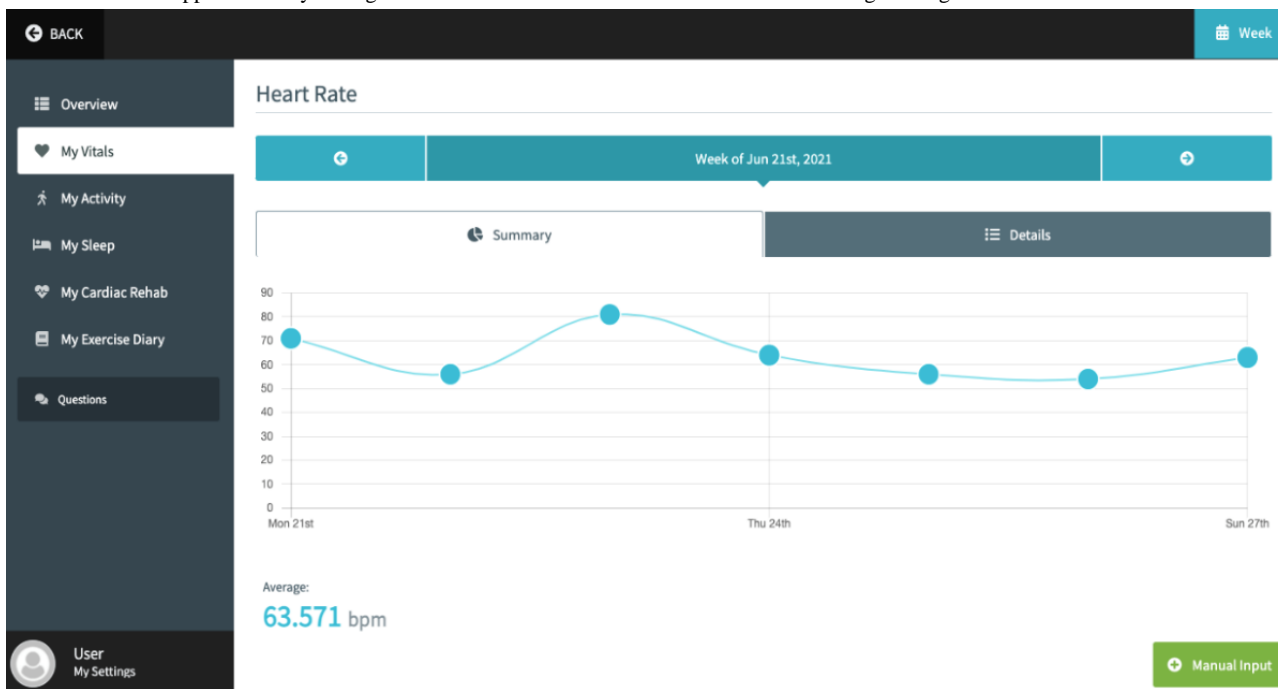 BACK
Week
Overview
My Vitals
My Activity
My Sleep
My Cardiac Rehab
My Exercise Diary
Questions
User
My Settings
Heart Rate
Week of Jun 21st, 2021
Summary
Details
90
80
70
60
50
40
30
20
10
0
Mon 21st
Thu 24th
Sun 27th
Average:
63.571 bpm
Manual Input